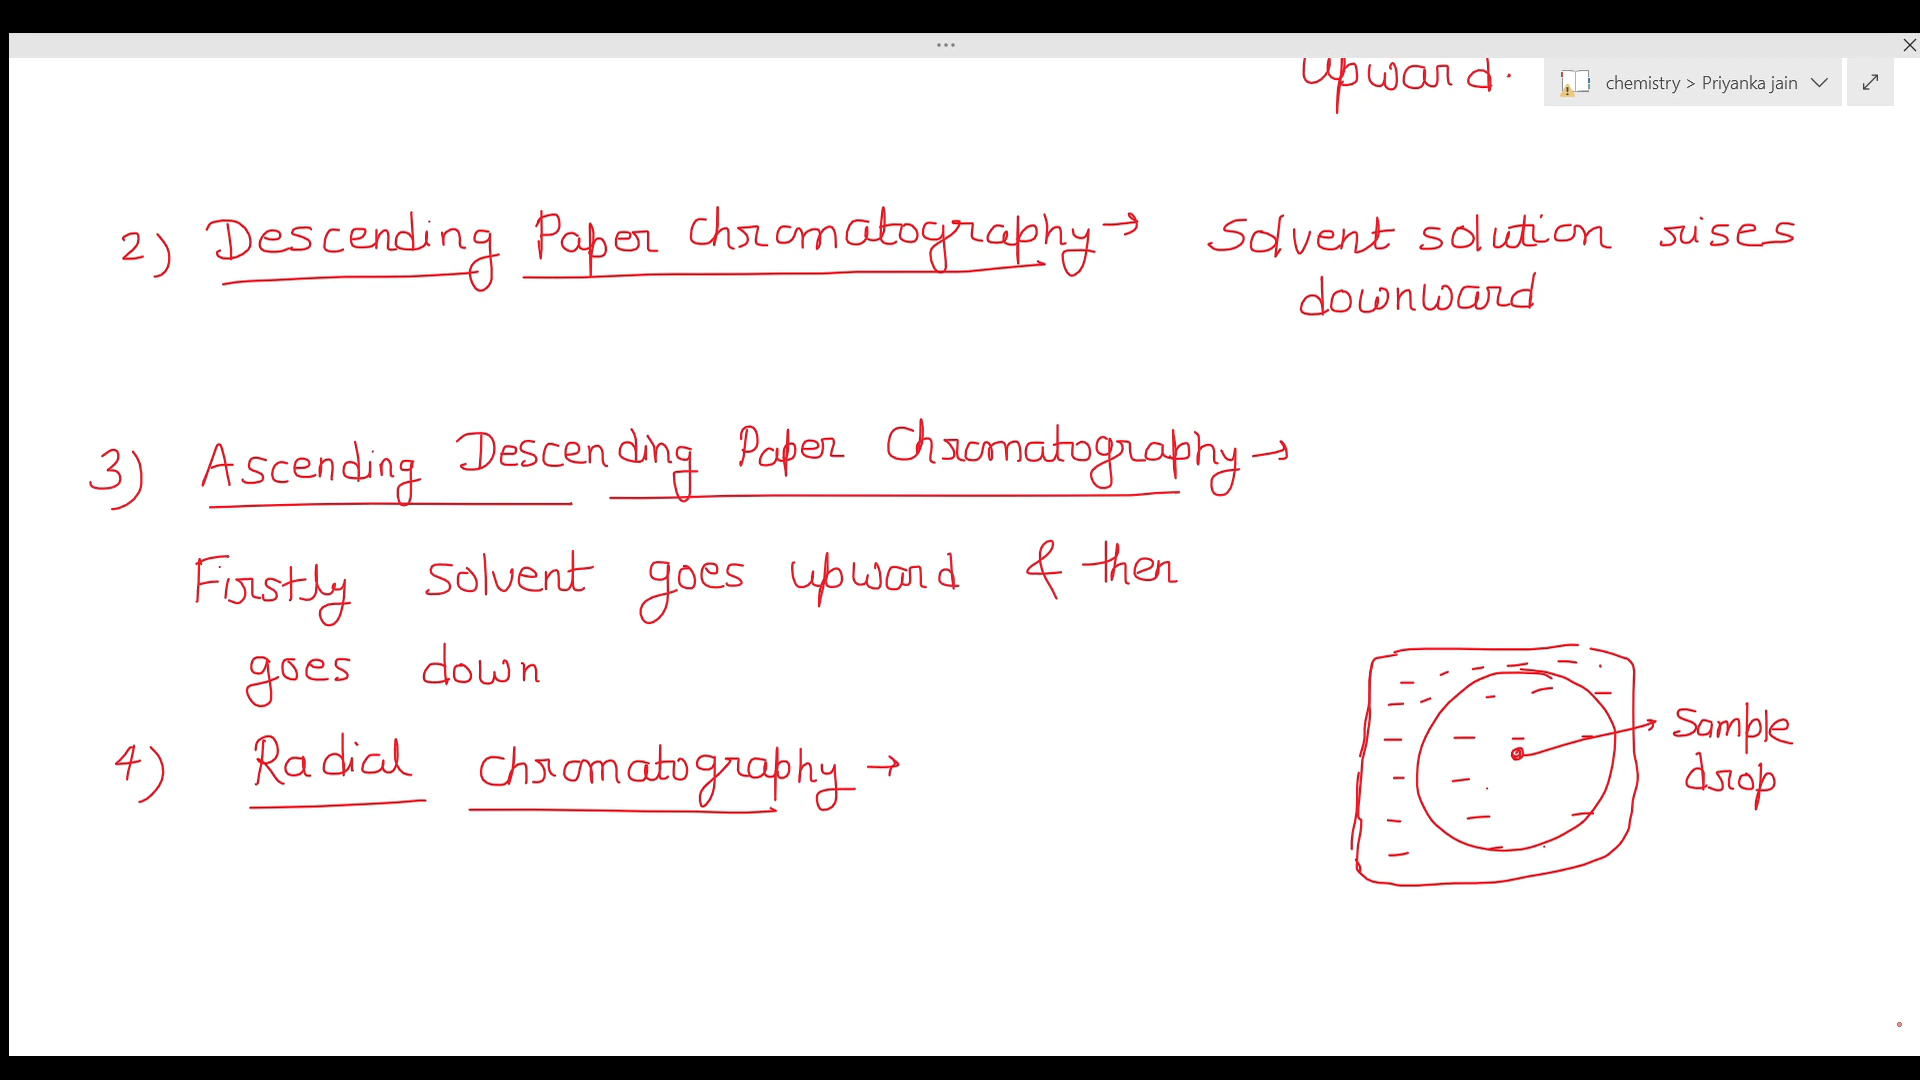 upward.
chemistry > Priyanka jain
2) Descending Paper chromatography → Solvent solution rises
downward
3) Ascending Descending Paper Chromatography →
Firstly solvent goes upward & then
goes down
4) Radial chromatography →
Sample
drop